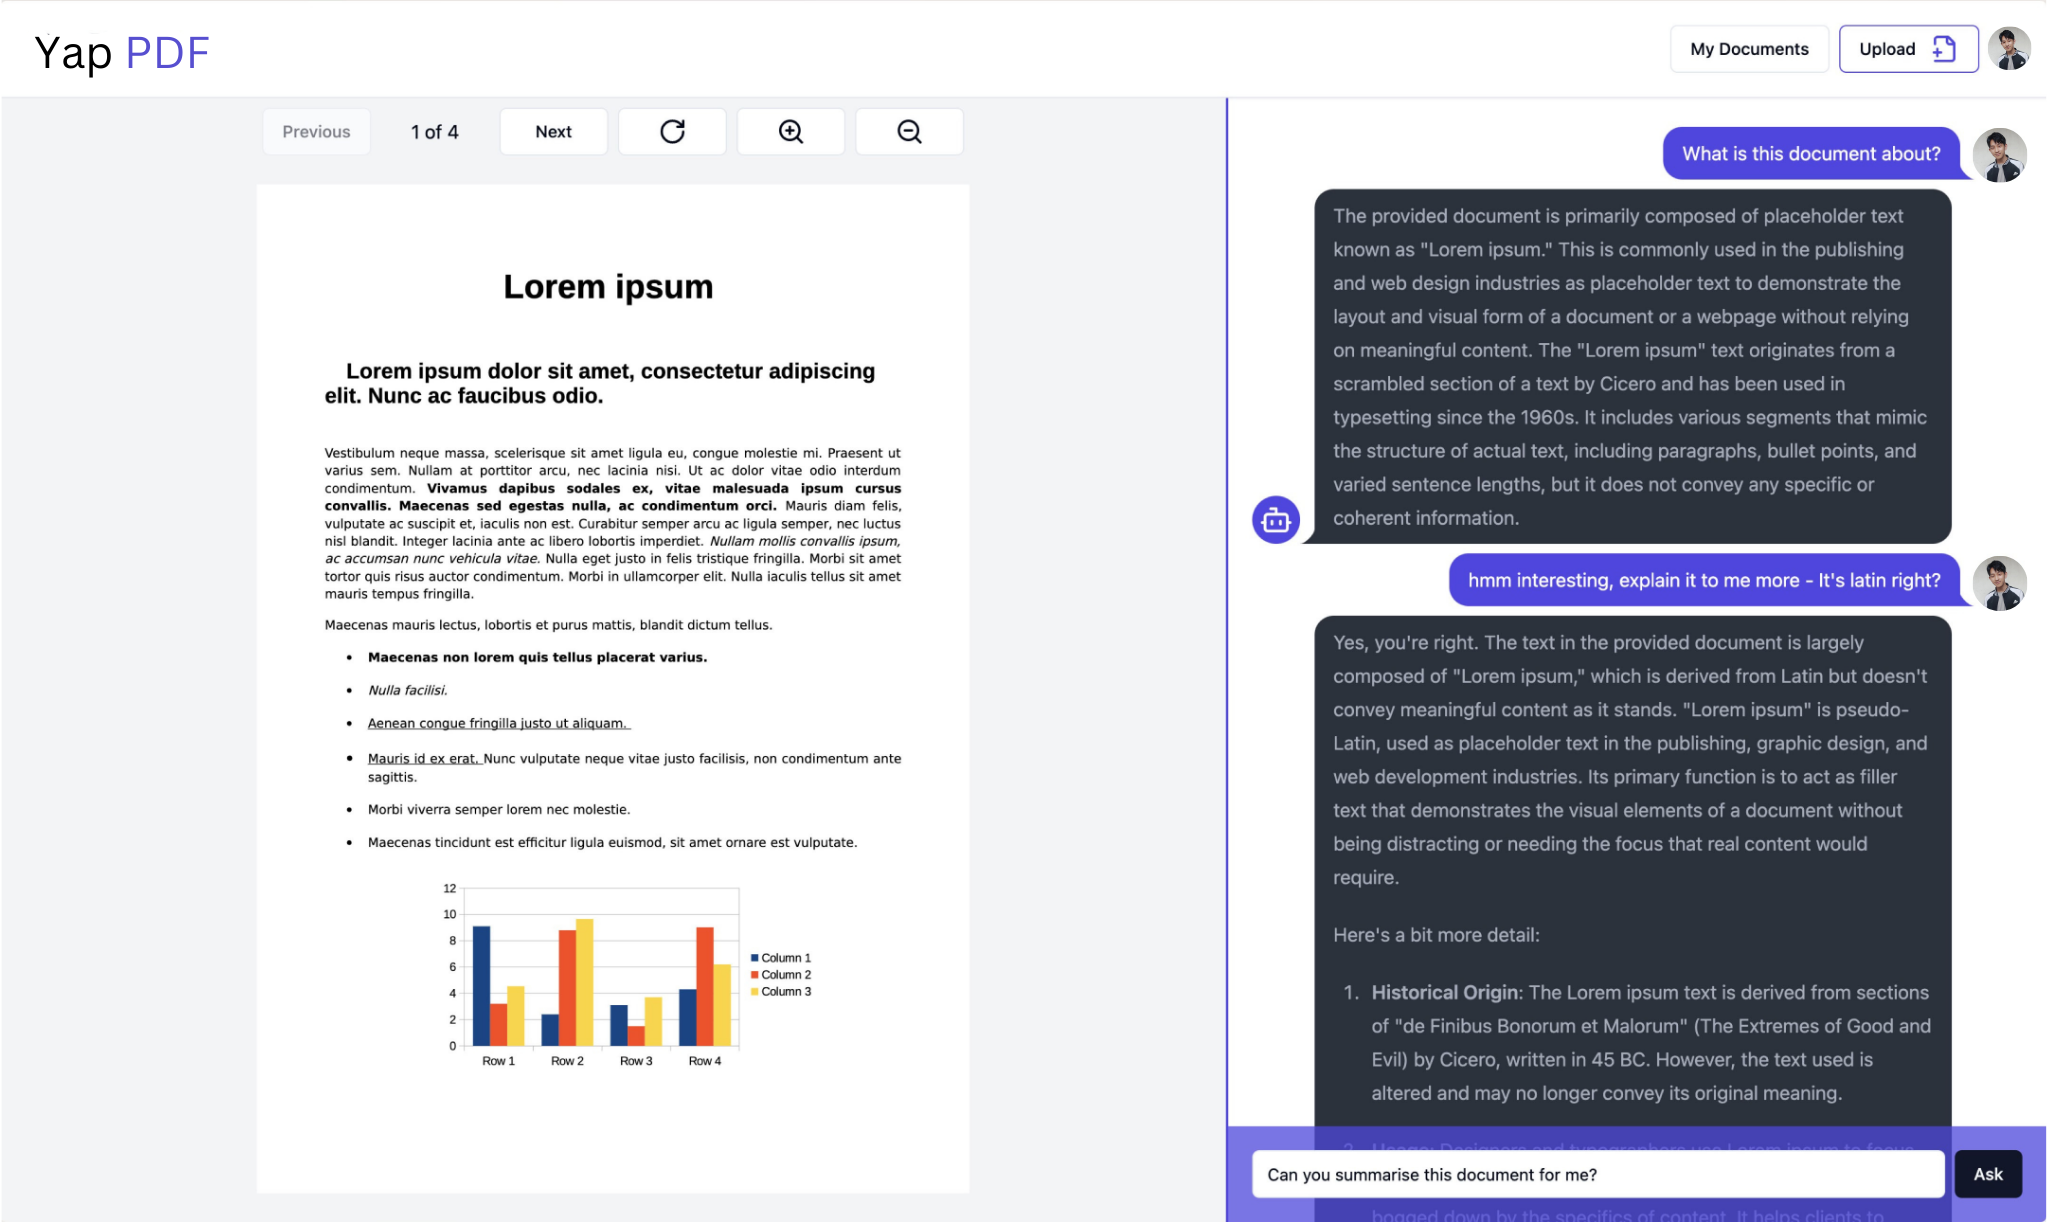 Yap PDF
My Documents
Upload
Previous
1 of 4
Next
Lorem ipsum
Lorem ipsum dolor sit amet, consectetur adipiscing
elit. Nunc ac faucibus odio.
Vestibulum neque massa, scelerisque sit amet ligula eu, congue molestie mi. Praesent ut
varius sem. Nullam at porttitor arcu, nec lacinia nisi. Ut ac dolor vitae odio interdum
condimentum. Vivamus dapibus sodales ex, vitae malesuada ipsum cursus
convallis. Maecenas sed egestas nulla, ac condimentum orci. Mauris diam felis,
vulputate ac suscipit et, iaculis non est. Curabitur semper arcu ac ligula semper, nec luctus
nisl blandit. Integer lacinia ante ac libero lobortis imperdiet. Nullam mollis convallis ipsum,
ac accumsan nunc vehicula vitae. Nulla eget justo in felis tristique fringilla. Morbi sit amet
tortor quis risus auctor condimentum. Morbi in ullamcorper elit. Nulla iaculis tellus sit amet
mauris tempus fringilla.
Maecenas mauris lectus, lobortis et purus mattis, blandit dictum tellus.
• Maecenas non lorem quis tellus placerat varius.
• Nulla facilisi.
• Aenean congue fringilla justo ut aliquam.
• Mauris id ex erat. Nunc vulputate neque vitae justo facilisis, non condimentum ante
sagittis.
• Morbi viverra semper lorem nec molestie.
• Maecenas tincidunt est efficitur ligula euismod, sit amet ornare est vulputate.
12
10
8
6
4
2
0
Row 1 Row 2 Row 3 Row 4
Column 1
Column 2
Column 3
What is this document about?
The provided document is primarily composed of placeholder text
known as "Lorem ipsum." This is commonly used in the publishing
and web design industries as placeholder text to demonstrate the
layout and visual form of a document or a webpage without relying
on meaningful content. The "Lorem ipsum" text originates from a
scrambled section of a text by Cicero and has been used in
typesetting since the 1960s. It includes various segments that mimic
the structure of actual text, including paragraphs, bullet points, and
varied sentence lengths, but it does not convey any specific or
coherent information.
hmm interesting, explain it to me more - It's latin right?
Yes, you're right. The text in the provided document is largely
composed of "Lorem ipsum," which is derived from Latin but doesn't
convey meaningful content as it stands. "Lorem ipsum" is pseudo-
Latin, used as placeholder text in the publishing, graphic design, and
web development industries. Its primary function is to act as filler
text that demonstrates the visual elements of a document without
being distracting or needing the focus that real content would
require.
Here's a bit more detail:
1. Historical Origin: The Lorem ipsum text is derived from sections
of "de Finibus Bonorum et Malorum" (The Extremes of Good and
Evil) by Cicero, written in 45 BC. However, the text used is
altered and may no longer convey its original meaning.
2. Usage: Designers and typographers use Lorem ipsum to focus
Can you summarise this document for me?
Ask
bogged down by the specifics of content. It helps clients to